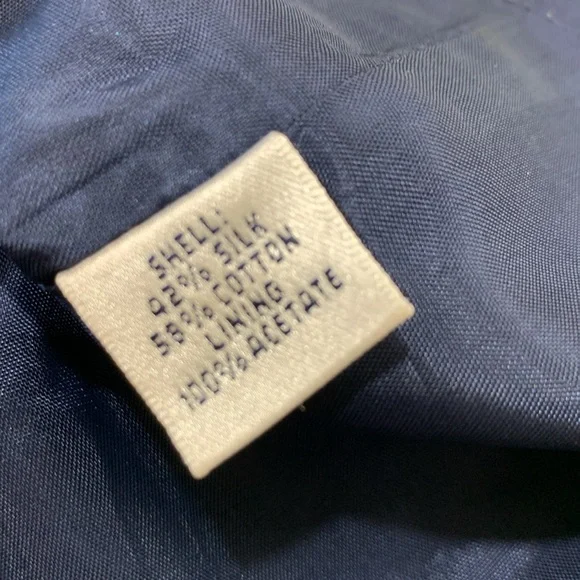 SHELL:
42% SILK
58% COTTON
LINING
100% ACETATE